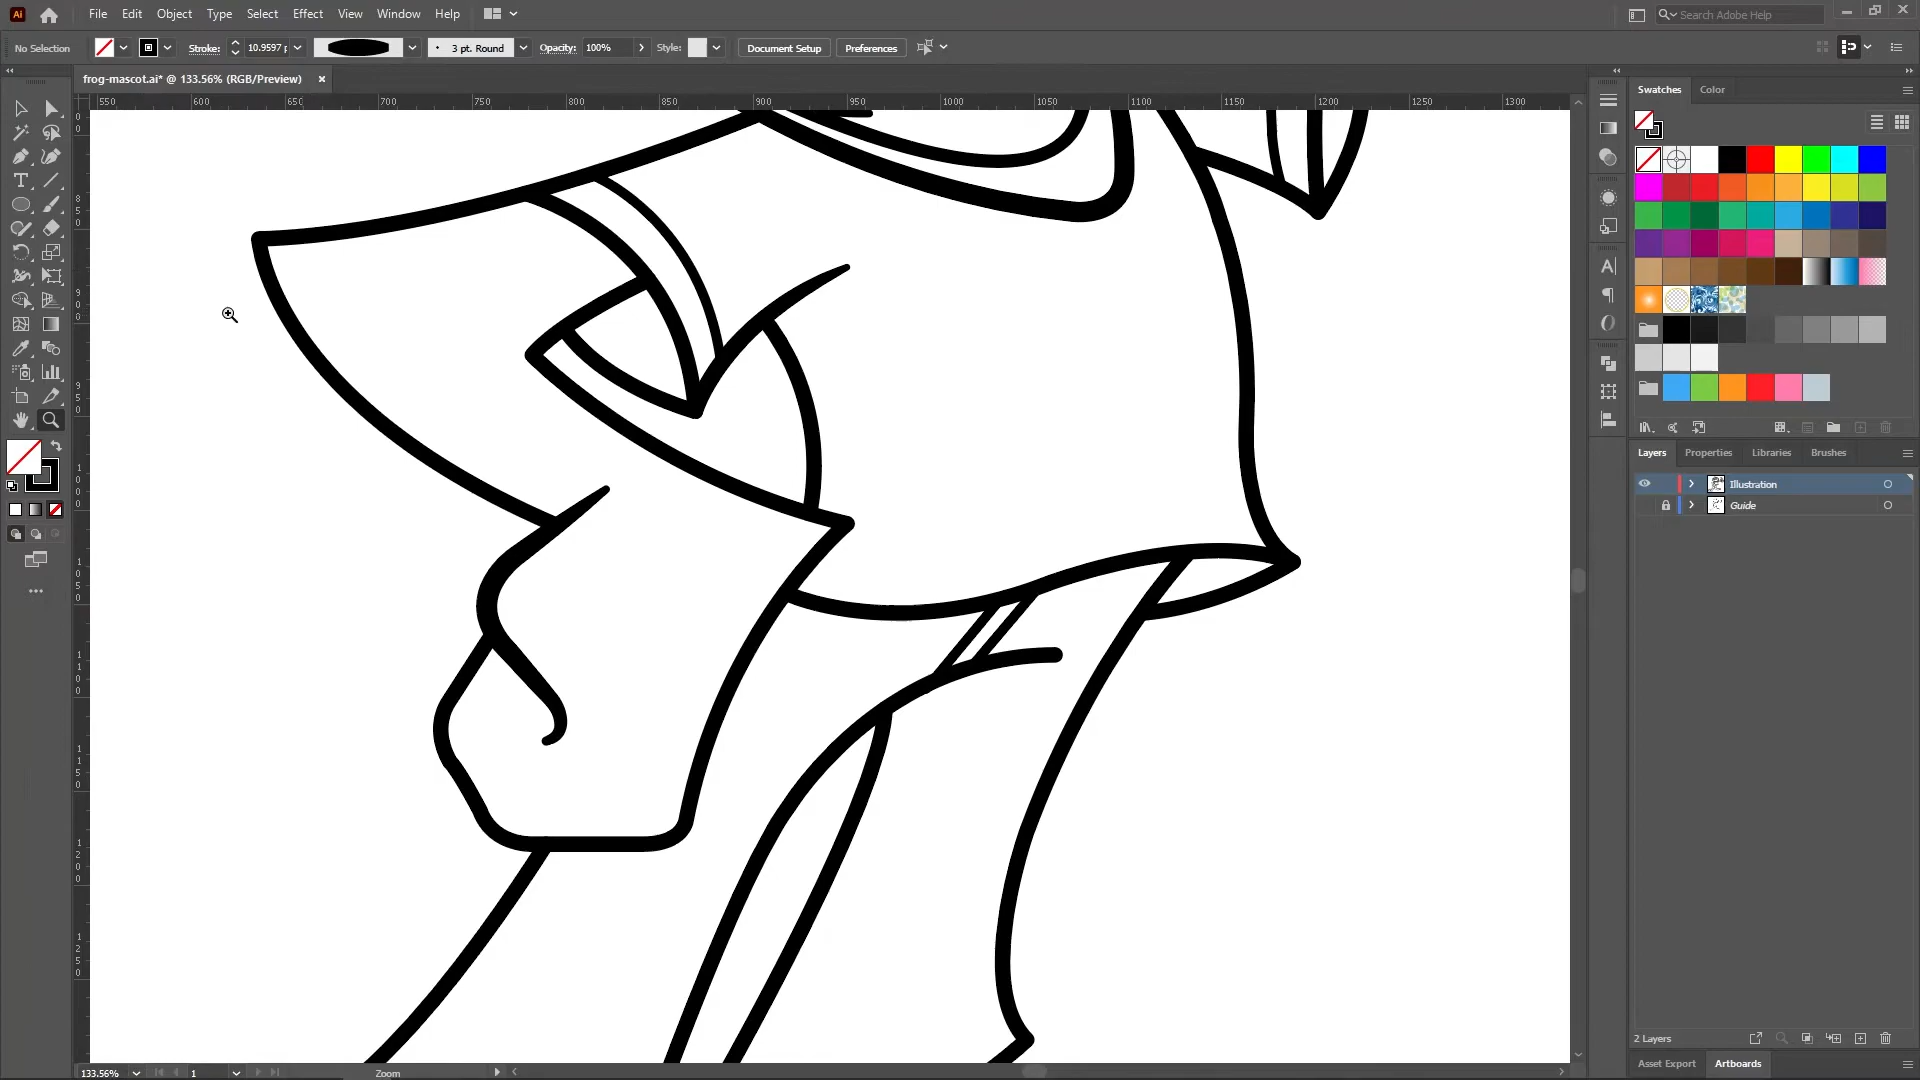 Ai File Edit Object Type Select Effect View Window Help Search Adobe Help
No Selection Stroke: 10.9597 p 3 pt. Round Opacity: 100% Style: Document Setup Preferences
frog-mascot.ai* @ 133.56% (RGB/Preview)
550 600 650 700 750 800 850 900 950 1000 1050 1100 1150 1200 1250 1300
Swatches Color
Layers Properties Libraries Brushes
Illustration
Guide
2 Layers
Asset Export Artboards
133.56% 1 Zoom